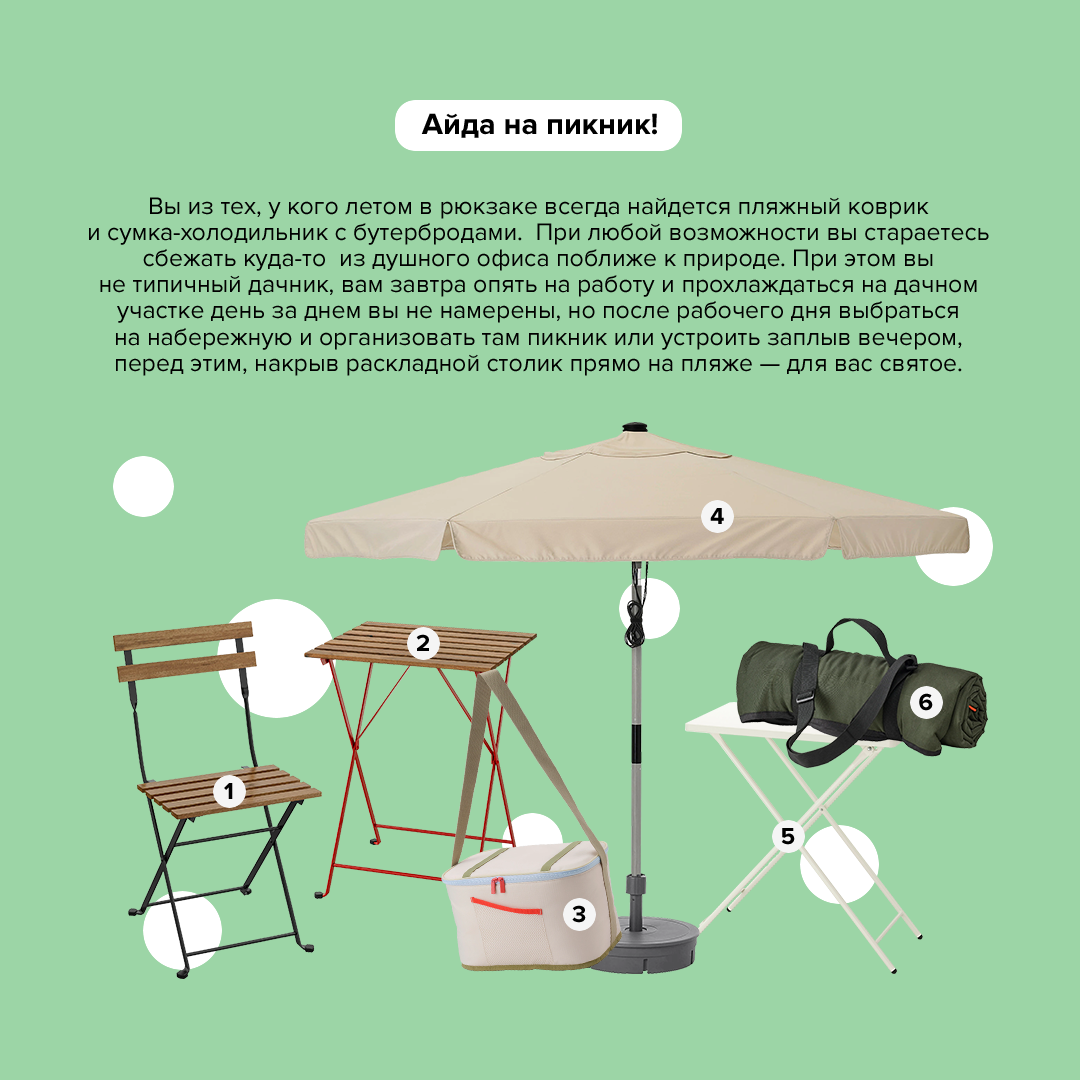 Айда на пикник!
Вы из тех, у кого летом в рюкзаке всегда найдется пляжный коврик
и сумка-холодильник с бутербродами.  При любой возможности вы стараетесь
сбежать куда-то  из душного офиса поближе к природе. При этом вы
не типичный дачник, вам завтра опять на работу и прохлаждаться на дачном
участке день за днем вы не намерены, но после рабочего дня выбраться
на набережную и организовать там пикник или устроить заплыв вечером,
перед этим, накрыв раскладной столик прямо на пляже — для вас святое.
4
2
6
1
5
3